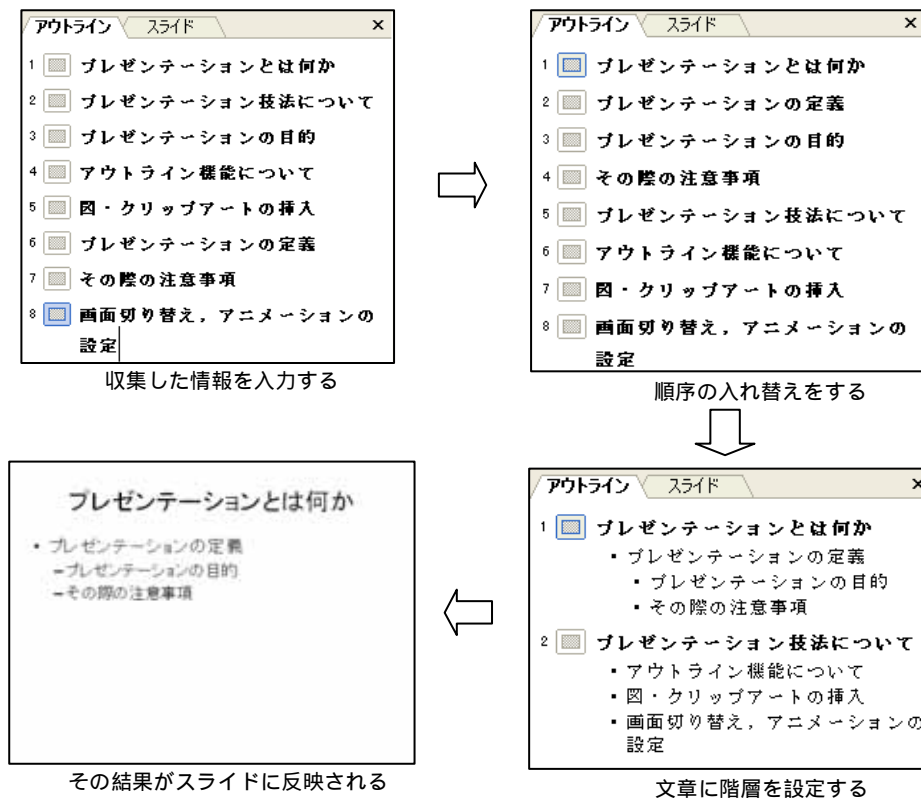 アウトライン スライド ×
1 プレゼンテーションとは何か
2 プレゼンテーション技法について
3 プレゼンテーションの目的
4 アウトライン機能について
5 図・クリップアートの挿入
6 プレゼンテーションの定義
7 その際の注意事項
8 画面切り替え，アニメーションの
設定
収集した情報を入力する
アウトライン スライド ×
1 プレゼンテーションとは何か
2 プレゼンテーションの定義
3 プレゼンテーションの目的
4 その際の注意事項
5 プレゼンテーション技法について
6 アウトライン機能について
7 図・クリップアートの挿入
8 画面切り替え，アニメーションの
設定
順序の入れ替えをする
アウトライン スライド ×
1 プレゼンテーションとは何か
▪ プレゼンテーションの定義
▪ プレゼンテーションの目的
▪ その際の注意事項
2 プレゼンテーション技法について
▪ アウトライン機能について
▪ 図・クリップアートの挿入
▪ 画面切り替え，アニメーションの
設定
文章に階層を設定する
プレゼンテーションとは何か
• プレゼンテーションの定義
–プレゼンテーションの目的
–その際の注意事項
その結果がスライドに反映される